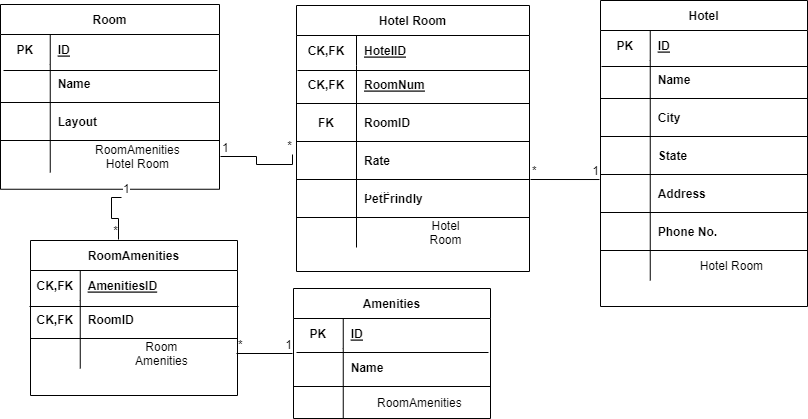 Room
PK ID
Name
Layout
RoomAmenities
Hotel Room
Hotel Room
CK,FK HotelID
CK,FK RoomNum
FK RoomID
Rate
PetFrindly
Hotel
Room
Hotel
PK ID
Name
City
State
Address
Phone No.
Hotel Room
1
*
*
1
1
*
RoomAmenities
CK,FK AmenitiesID
CK,FK RoomID
Room
Amenities
*
1
Amenities
PK ID
Name
RoomAmenities